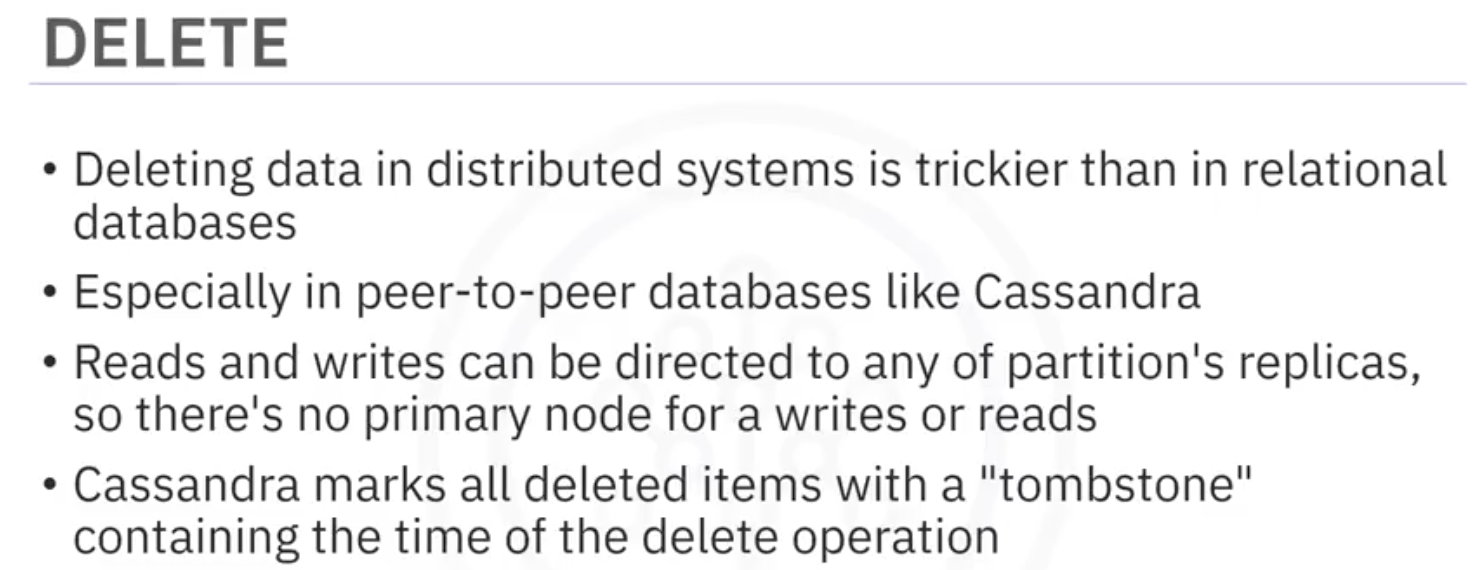 DELETE
• Deleting data in distributed systems is trickier than in relational
databases
• Especially in peer-to-peer databases like Cassandra
• Reads and writes can be directed to any of partition's replicas,
so there's no primary node for a writes or reads
• Cassandra marks all deleted items with a "tombstone"
containing the time of the delete operation